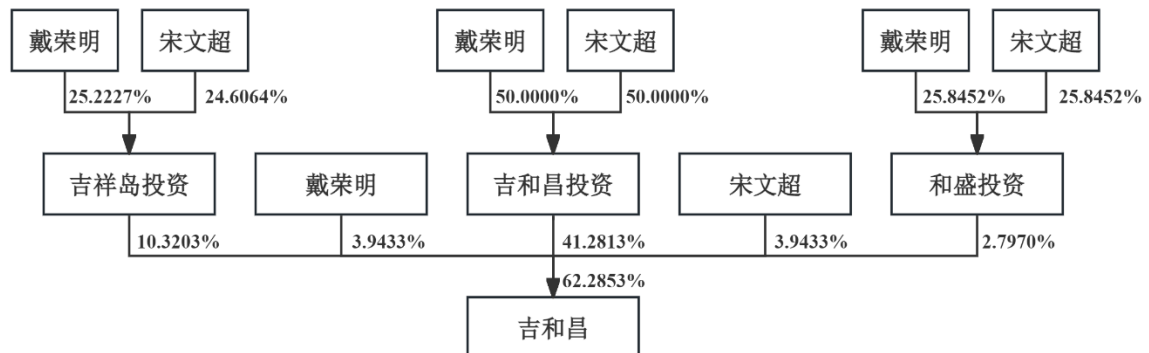 戴荣明 宋文超 戴荣明 宋文超 戴荣明 宋文超
25.2227% 24.6064% 50.0000% 50.0000% 25.8452% 25.8452%
吉祥岛投资 戴荣明 吉和昌投资 宋文超 和盛投资
10.3203% 3.9433% 41.2813% 3.9433% 2.7970%
62.2853%
吉和昌